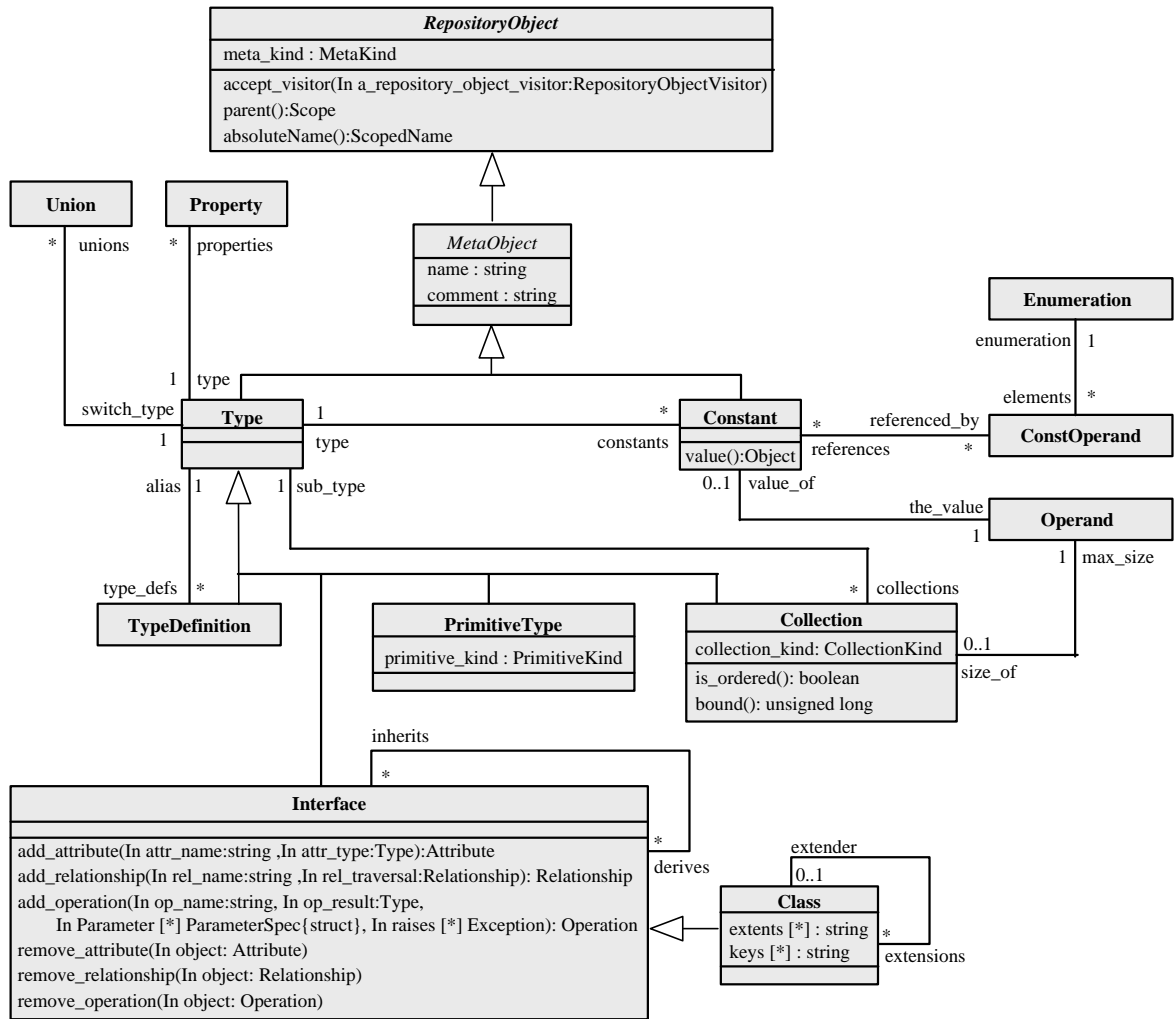 RepositoryObject
meta_kind : MetaKind
accept_visitor(In a_repository_object_visitor:RepositoryObjectVisitor)
parent():Scope
absoluteName():ScopedName
Union
Property
* unions
* properties
MetaObject
name : string
comment : string
Enumeration
enumeration 1
1 type
switch_type
1
Type
1
type
*
constants
Constant
value():Object
*
references
referenced_by
*
elements *
ConstOperand
alias 1
1 sub_type
0..1 value_of
the_value
1
Operand
1 max_size
type_defs *
TypeDefinition
PrimitiveType
primitive_kind : PrimitiveKind
* collections
Collection
collection_kind: CollectionKind
is_ordered(): boolean
bound(): unsigned long
0..1
size_of
inherits
*
Interface
add_attribute(In attr_name:string ,In attr_type:Type):Attribute
add_relationship(In rel_name:string ,In rel_traversal:Relationship): Relationship
add_operation(In op_name:string, In op_result:Type,
In Parameter [*] ParameterSpec{struct}, In raises [*] Exception): Operation
remove_attribute(In object: Attribute)
remove_relationship(In object: Relationship)
remove_operation(In object: Operation)
*
derives
extender
0..1
Class
extents [*] : string
keys [*] : string
*
extensions